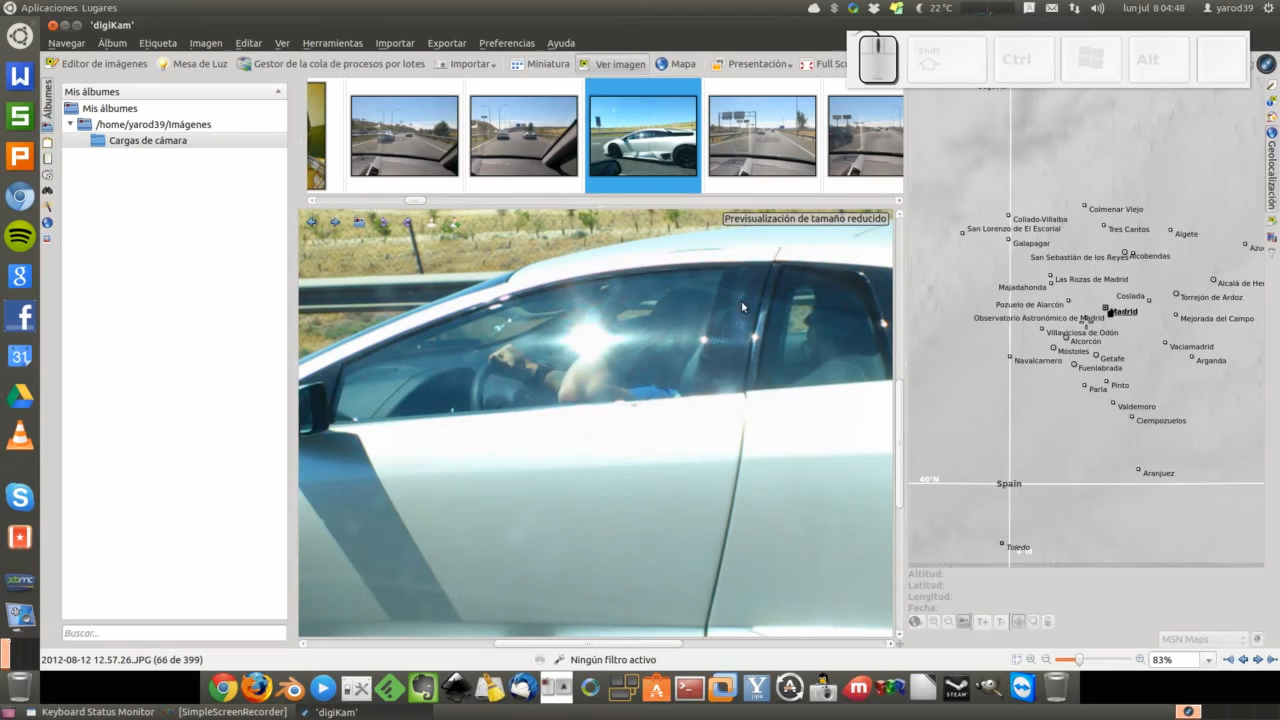 Aplicaciones Lugares
22 °C
lun jul 8 04:48
yarod39
'digiKam'
Navegar Álbum Etiqueta Imagen Editar Ver Herramientas Importar Exportar Preferencias Ayuda
Shift
Ctrl
Alt
Editor de imágenes Mesa de Luz Gestor de la cola de procesos por lotes Importar Miniatura Ver imagen Mapa Presentación Full Scr
Álbumes
Mis álbumes
Mis álbumes
/home/yarod39/Imágenes
Cargas de cámara
Previsualización de tamaño reducido
Geolocalización
Colmenar Viejo
Collado-Villalba
San Lorenzo de El Escorial
Tres Cantos
Algete
Galapagar
Azu
San Sebastián de los Reyes
Alcobendas
Las Rozas de Madrid
Alcalá de Her
Majadahonda
Coslada
Torrejón de Ardoz
Pozuelo de Alarcón
Madrid
Observatorio Astronómico de Madrid
Mejorada del Campo
Villaviciosa de Odón
Alcorcón
Vaciamadrid
Móstoles
Navalcarnero
Getafe
Arganda
Fuenlabrada
Parla
Pinto
Valdemoro
Ciempozuelos
Aranjuez
40°N
Spain
Toledo
Altitud:
Latitud:
Longitud:
Fecha:
T+ T-
MSN Maps
Buscar...
2012-08-12 12.57.26.JPG (66 de 399)
Ningún filtro activo
83%
STEAM
Keyboard Status Monitor
[SimpleScreenRecorder]
'digiKam'